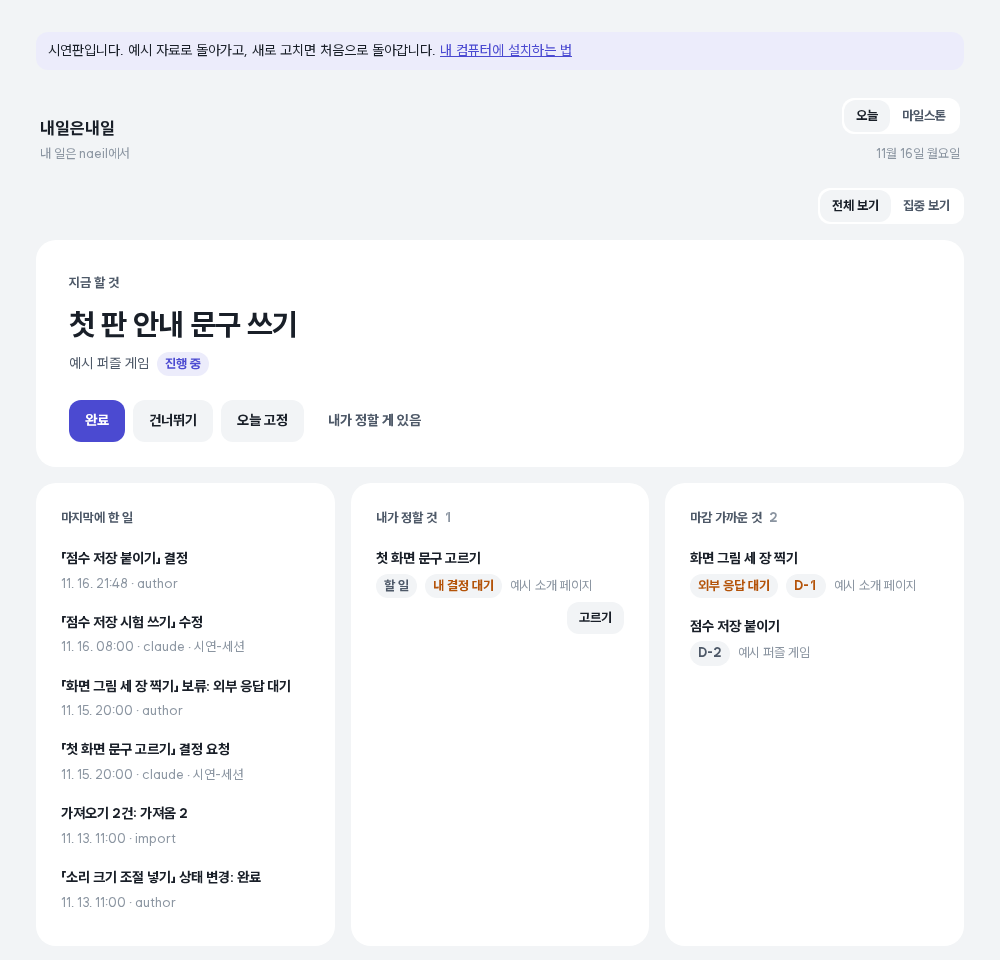 시연판입니다. 예시 자료로 돌아가고, 새로 고치면 처음으로 돌아갑니다. 내 컴퓨터에 설치하는 법
내일은내일
내 일은 naeil에서
오늘 마일스톤
11월 16일 월요일
전체 보기 집중 보기
지금 할 것
첫 판 안내 문구 쓰기
예시 퍼즐 게임 진행 중
완료 건너뛰기 오늘 고정 내가 정할 게 있음
마지막에 한 일
「점수 저장 붙이기」 결정
11. 16. 21:48 · author
「점수 저장 시험 쓰기」 수정
11. 16. 08:00 · claude · 시연-세션
「화면 그림 세 장 찍기」 보류: 외부 응답 대기
11. 15. 20:00 · author
「첫 화면 문구 고르기」 결정 요청
11. 15. 20:00 · claude · 시연-세션
가져오기 2건: 가져옴 2
11. 13. 11:00 · import
「소리 크기 조절 넣기」 상태 변경: 완료
11. 13. 11:00 · author
내가 정할 것 1
첫 화면 문구 고르기
할 일 내 결정 대기 예시 소개 페이지
고르기
마감 가까운 것 2
화면 그림 세 장 찍기
외부 응답 대기 D-1 예시 소개 페이지
점수 저장 붙이기
D-2 예시 퍼즐 게임